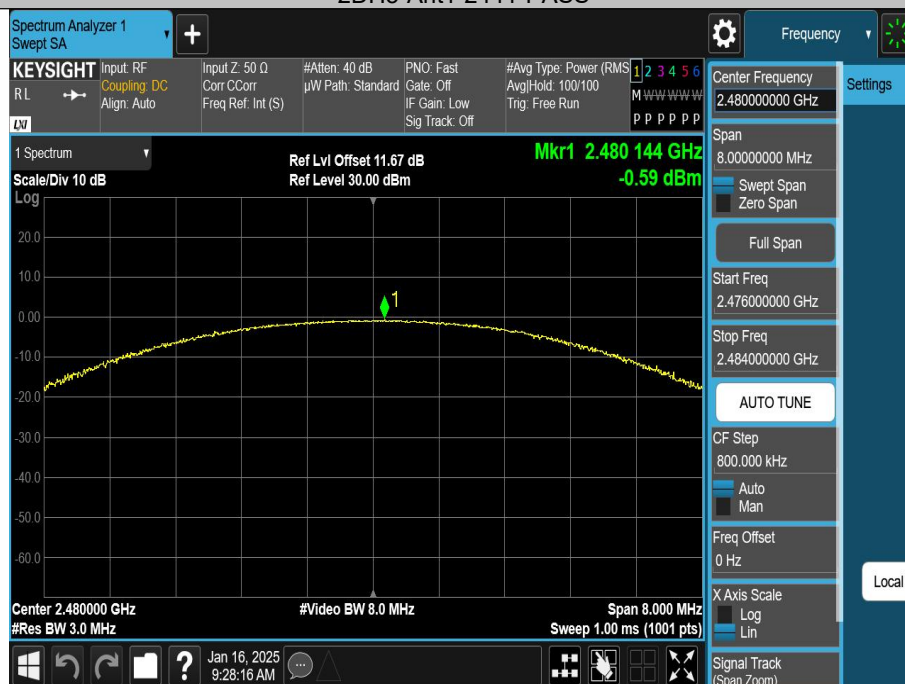 Spectrum Analyzer 1
Swept SA
Frequency
KEYSIGHT
RL
LXI
Input: RF
Coupling: DC
Align: Auto
Input Z: 50 Ω
Corr CCorr
Freq Ref: Int (S)
#Atten: 40 dB
µW Path: Standard
PNO: Fast
Gate: Off
IF Gain: Low
Sig Track: Off
#Avg Type: Power (RMS
Avg|Hold: 100/100
Trig: Free Run
1 2 3 4 5 6
M W W W W W
P P P P P P
1 Spectrum
Scale/Div 10 dB
Log
Ref Lvl Offset 11.67 dB
Ref Level 30.00 dBm
Mkr1 2.480 144 GHz
-0.59 dBm
20.0
10.0
0.00
-10.0
-20.0
-30.0
-40.0
-50.0
-60.0
1
Center 2.480000 GHz
#Res BW 3.0 MHz
#Video BW 8.0 MHz
Span 8.000 MHz
Sweep 1.00 ms (1001 pts)
Center Frequency
2.480000000 GHz
Span
8.00000000 MHz
Swept Span
Zero Span
Full Span
Start Freq
2.476000000 GHz
Stop Freq
2.484000000 GHz
AUTO TUNE
CF Step
800.000 kHz
Auto
Man
Freq Offset
0 Hz
X Axis Scale
Log
Lin
Signal Track
(Span Zoom)
Settings
Local
?
Jan 16, 2025
9:28:16 AM